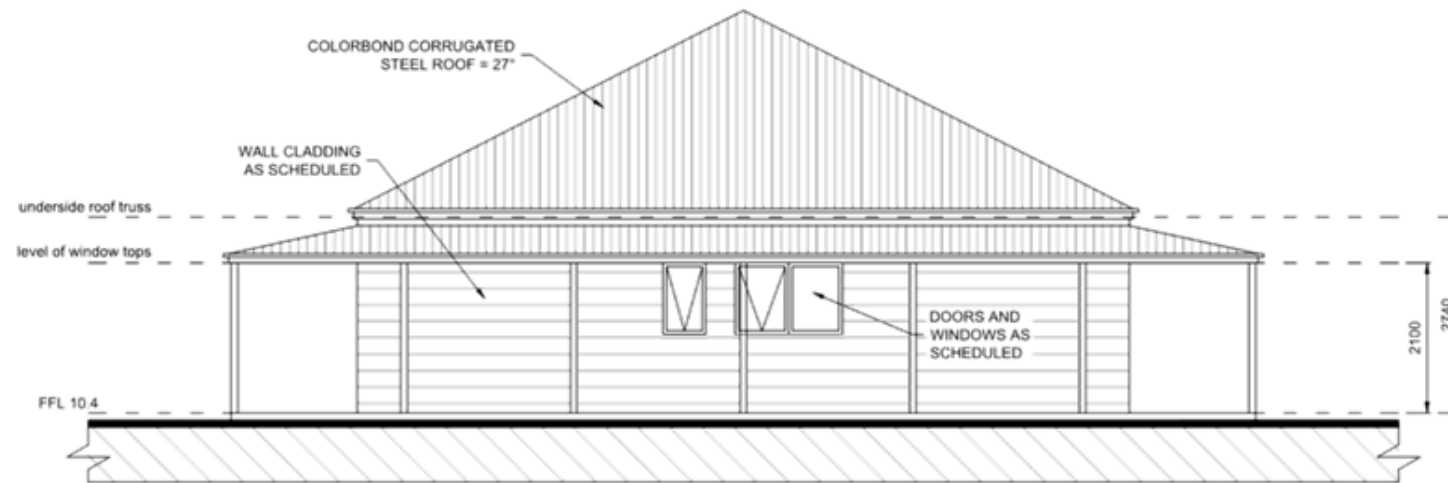 COLORBOND CORRUGATED
STEEL ROOF = 27°
WALL CLADDING
AS SCHEDULED
underside roof truss
level of window tops
DOORS AND
WINDOWS AS
SCHEDULED
2100
2740
FFL 10.4